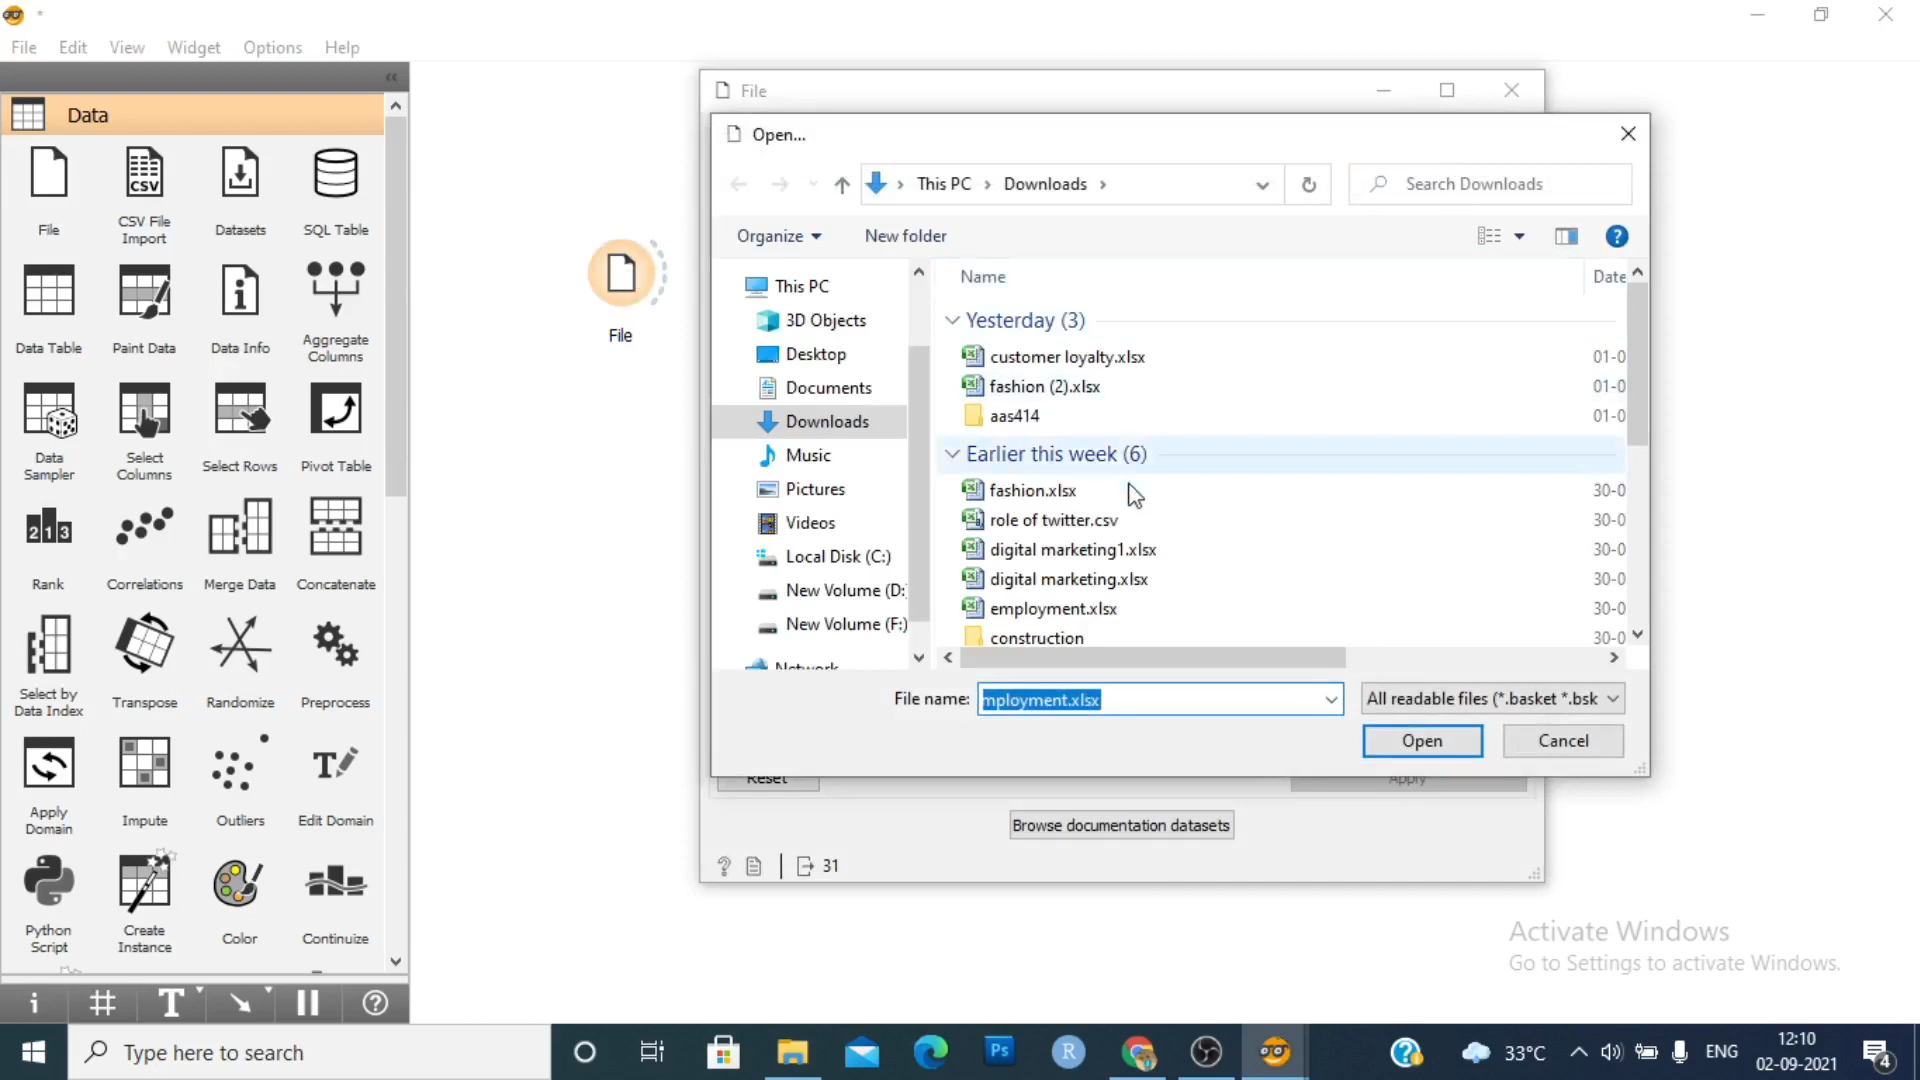 File Edit View Widget Options Help
Data
File
CSV File
Import
Datasets
SQL Table
Data Table
Paint Data
Data Info
Aggregate
Columns
Data
Sampler
Select
Columns
Select Rows
Pivot Table
Rank
Correlations
Merge Data
Concatenate
Select by
Data Index
Transpose
Randomize
Preprocess
Apply
Domain
Impute
Outliers
Edit Domain
Python
Script
Create
Instance
Color
Continuize
File
File
Open...
This PC > Downloads >
Search Downloads
Organize
New folder
This PC
3D Objects
Desktop
Documents
Downloads
Music
Pictures
Videos
Local Disk (C:)
New Volume (D:
New Volume (F:)
Network
Name
Date
Yesterday (3)
customer loyalty.xlsx 01-0
fashion (2).xlsx 01-0
aas414 01-0
Earlier this week (6)
fashion.xlsx 30-0
role of twitter.csv 30-0
digital marketing1.xlsx 30-0
digital marketing.xlsx 30-0
employment.xlsx 30-0
construction 30-0
File name: mployment.xlsx
All readable files (*.basket *.bsk
Open
Cancel
Reset
Apply
Browse documentation datasets
31
Activate Windows
Go to Settings to activate Windows.
Type here to search
Ps
R
33°C
ENG
12:10
02-09-2021
4